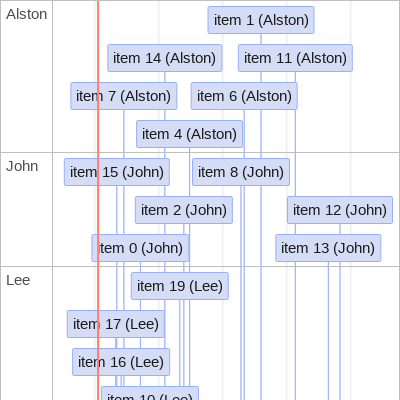 Alston
item 1 (Alston)
item 14 (Alston)
item 11 (Alston)
item 7 (Alston)
item 6 (Alston)
item 4 (Alston)
John
item 15 (John)
item 8 (John)
item 2 (John)
item 12 (John)
item 0 (John)
item 13 (John)
Lee
item 19 (Lee)
item 17 (Lee)
item 16 (Lee)
item 10 (Lee)